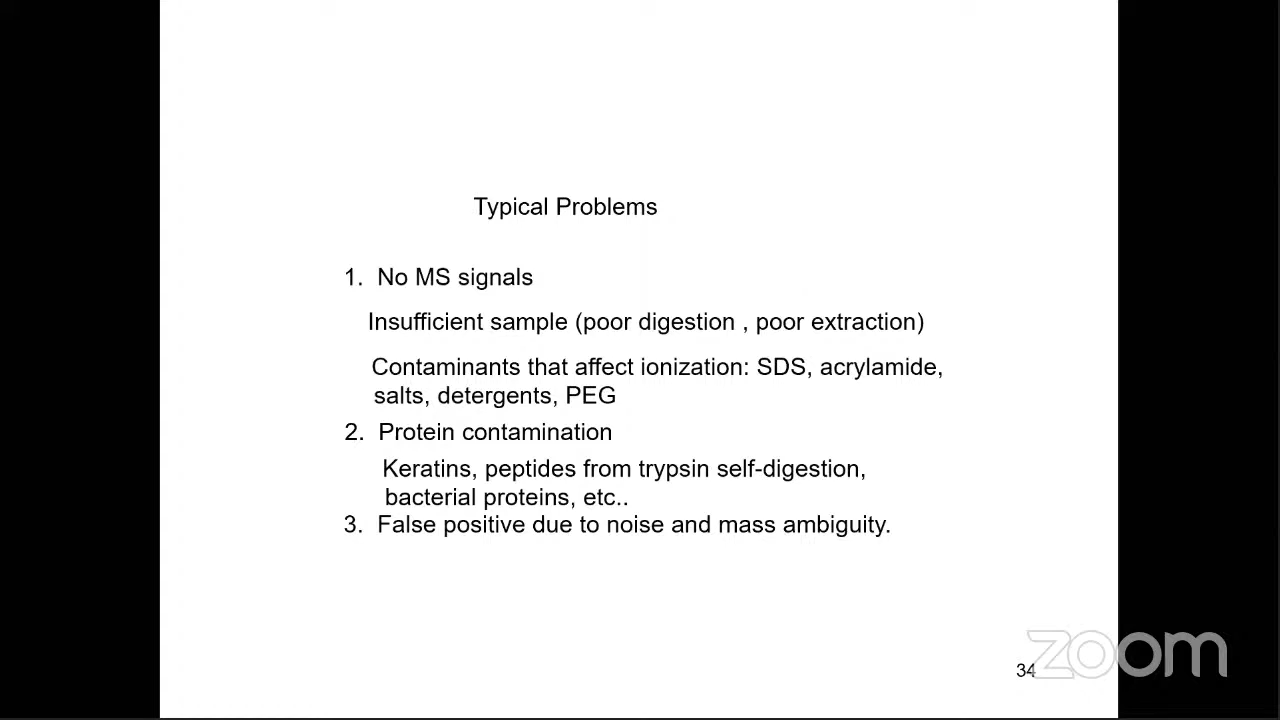 Typical Problems
1. No MS signals
Insufficient sample (poor digestion , poor extraction)
Contaminants that affect ionization: SDS, acrylamide,
salts, detergents, PEG
2. Protein contamination
Keratins, peptides from trypsin self-digestion,
bacterial proteins, etc..
3. False positive due to noise and mass ambiguity.
zoom
34